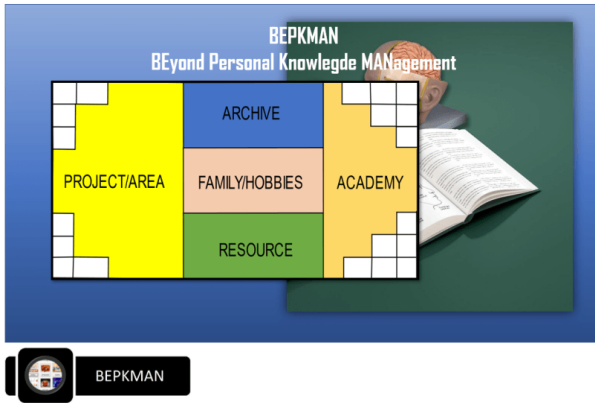 BEPKMAN
BEyond Personal Knowlegde MANagement
ARCHIVE
PROJECT/AREA
FAMILY/HOBBIES
ACADEMY
RESOURCE
BEPKMAN